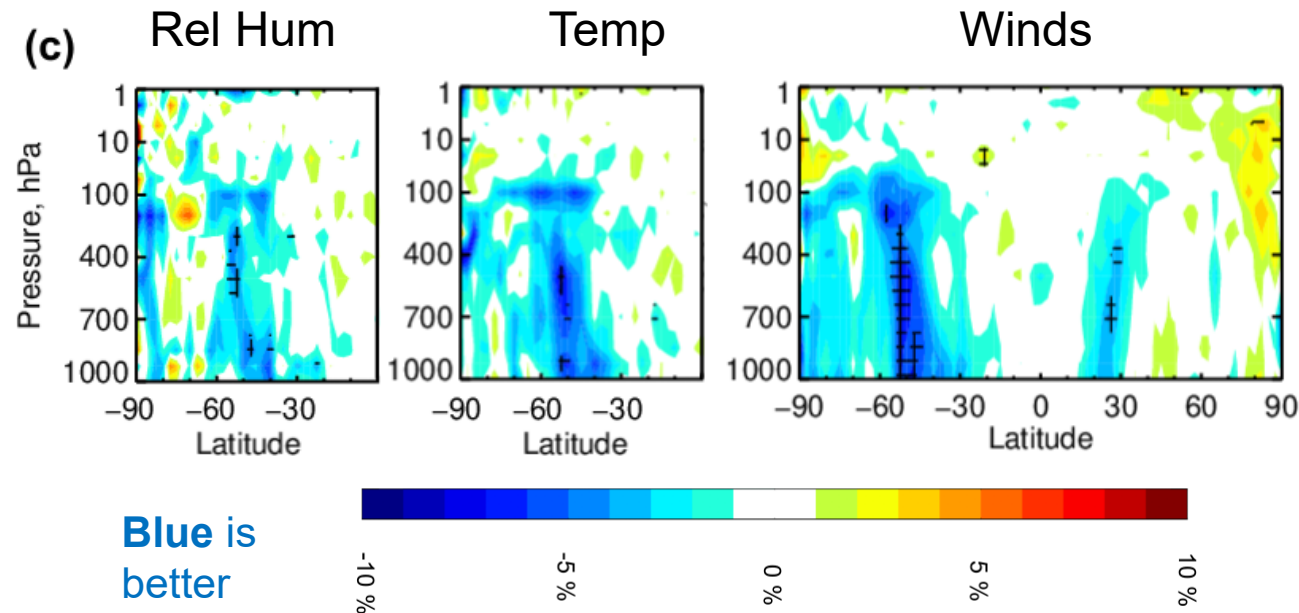 (c) Rel Hum Temp Winds
Pressure, hPa
1
10
100
400
700
1000
−90 −60 −30
Latitude
1
10
100
400
700
1000
−90 −60 −30
Latitude
1
10
100
400
700
1000
−90 −60 −30 0 30 60 90
Latitude
Blue is
better
-10 % -5 % 0 % 5 % 10 %